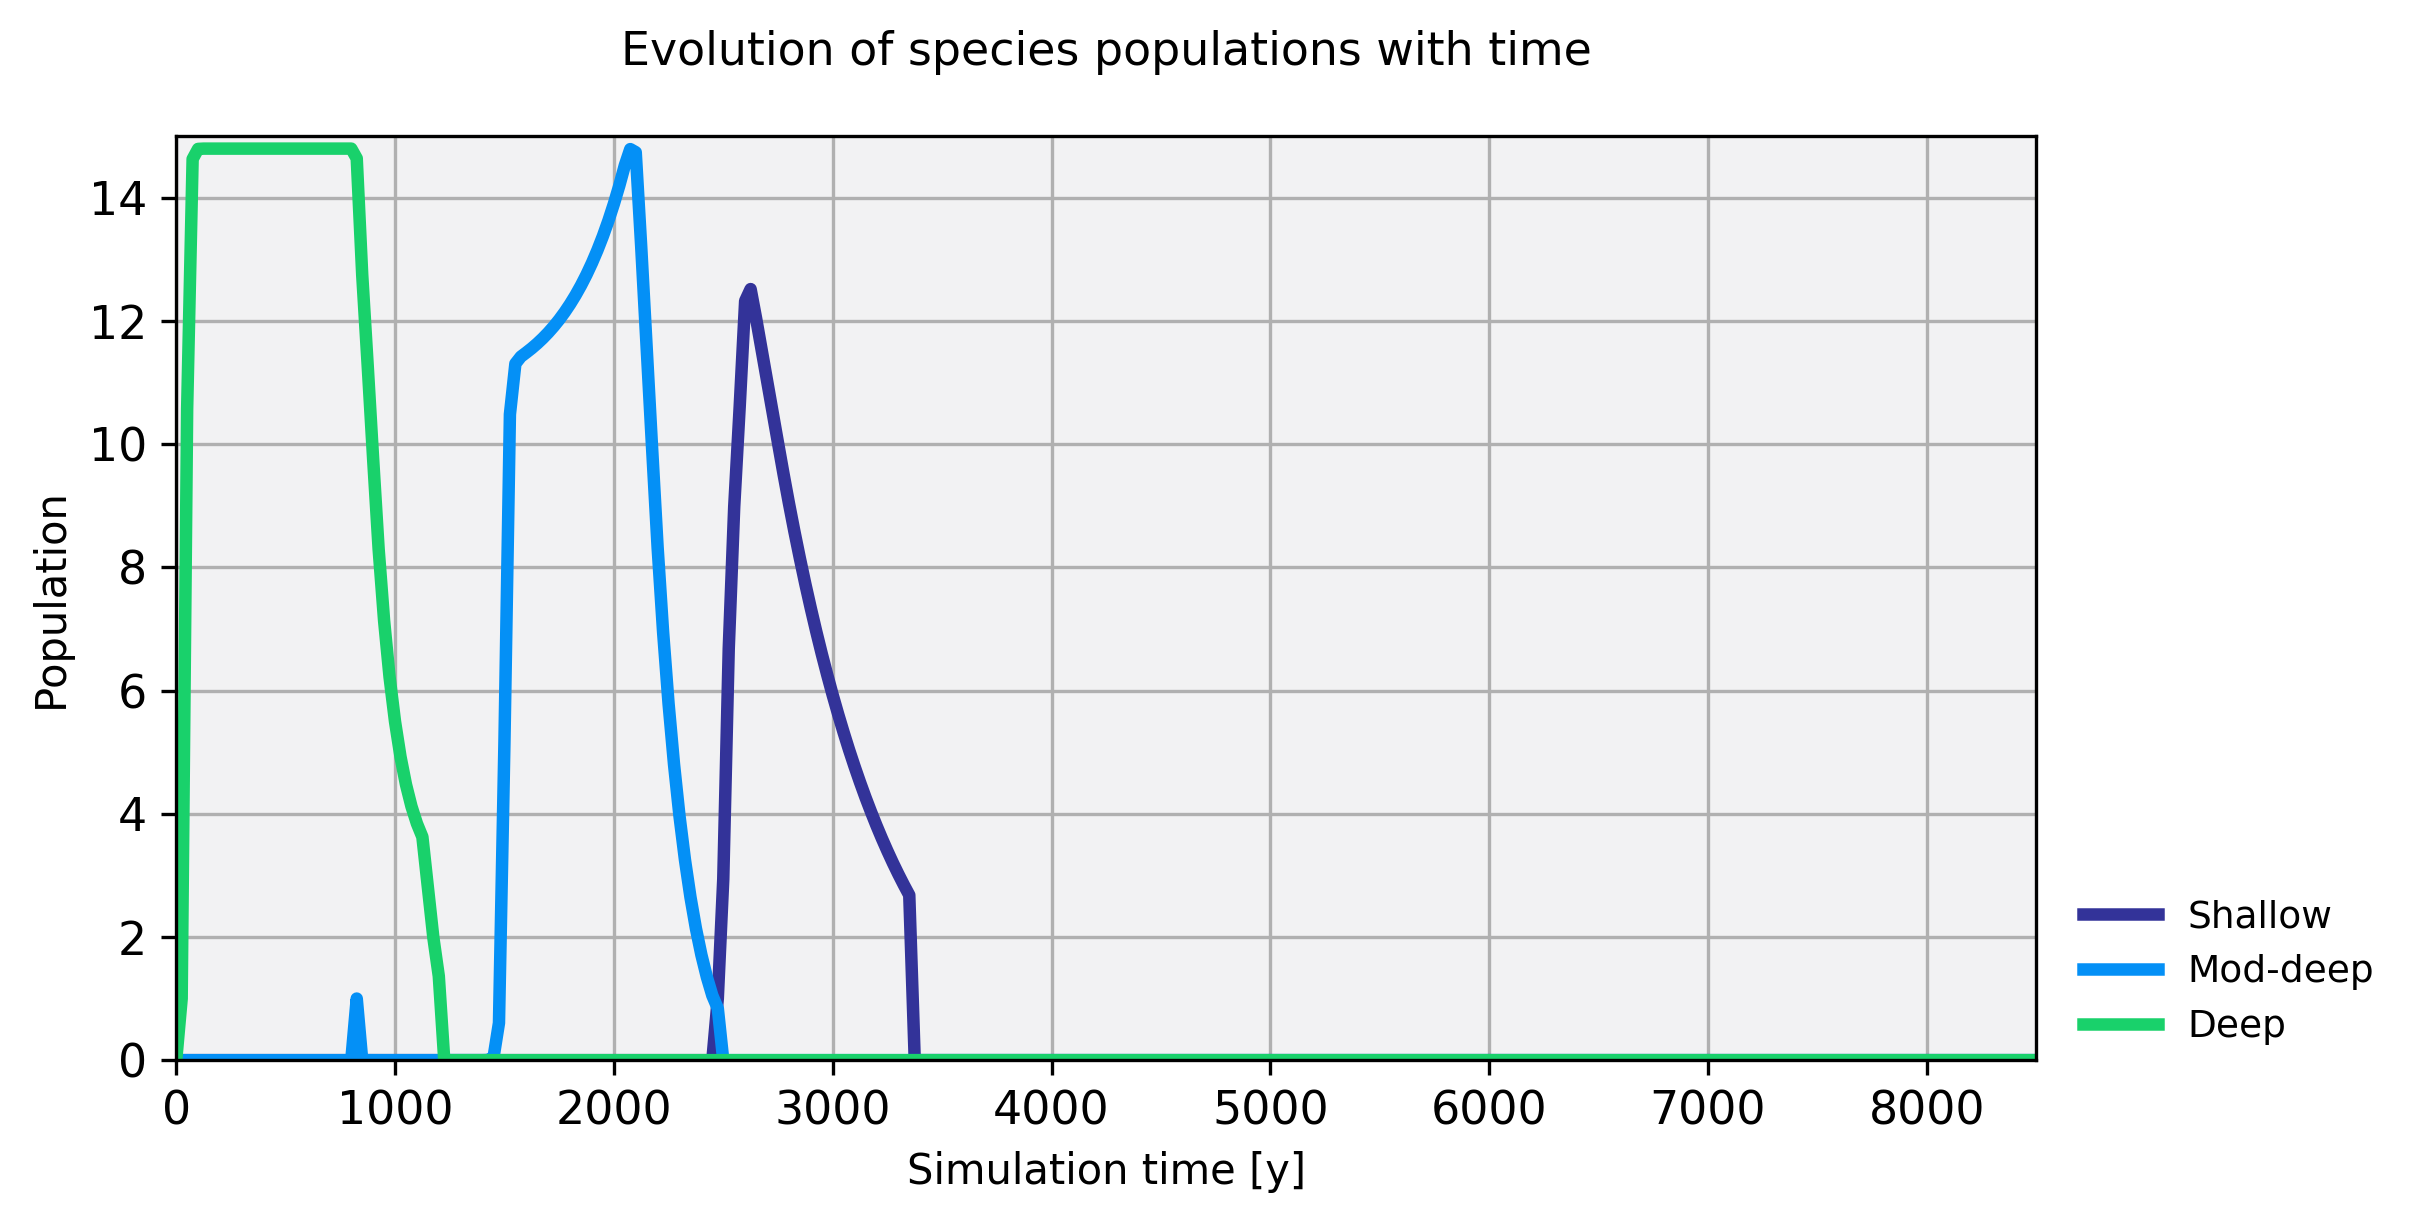 Evolution of species populations with time
14
12
10
8
6
4
2
0
Population
0 1000 2000 3000 4000 5000 6000 7000 8000
Simulation time [y]
Shallow
Mod-deep
Deep